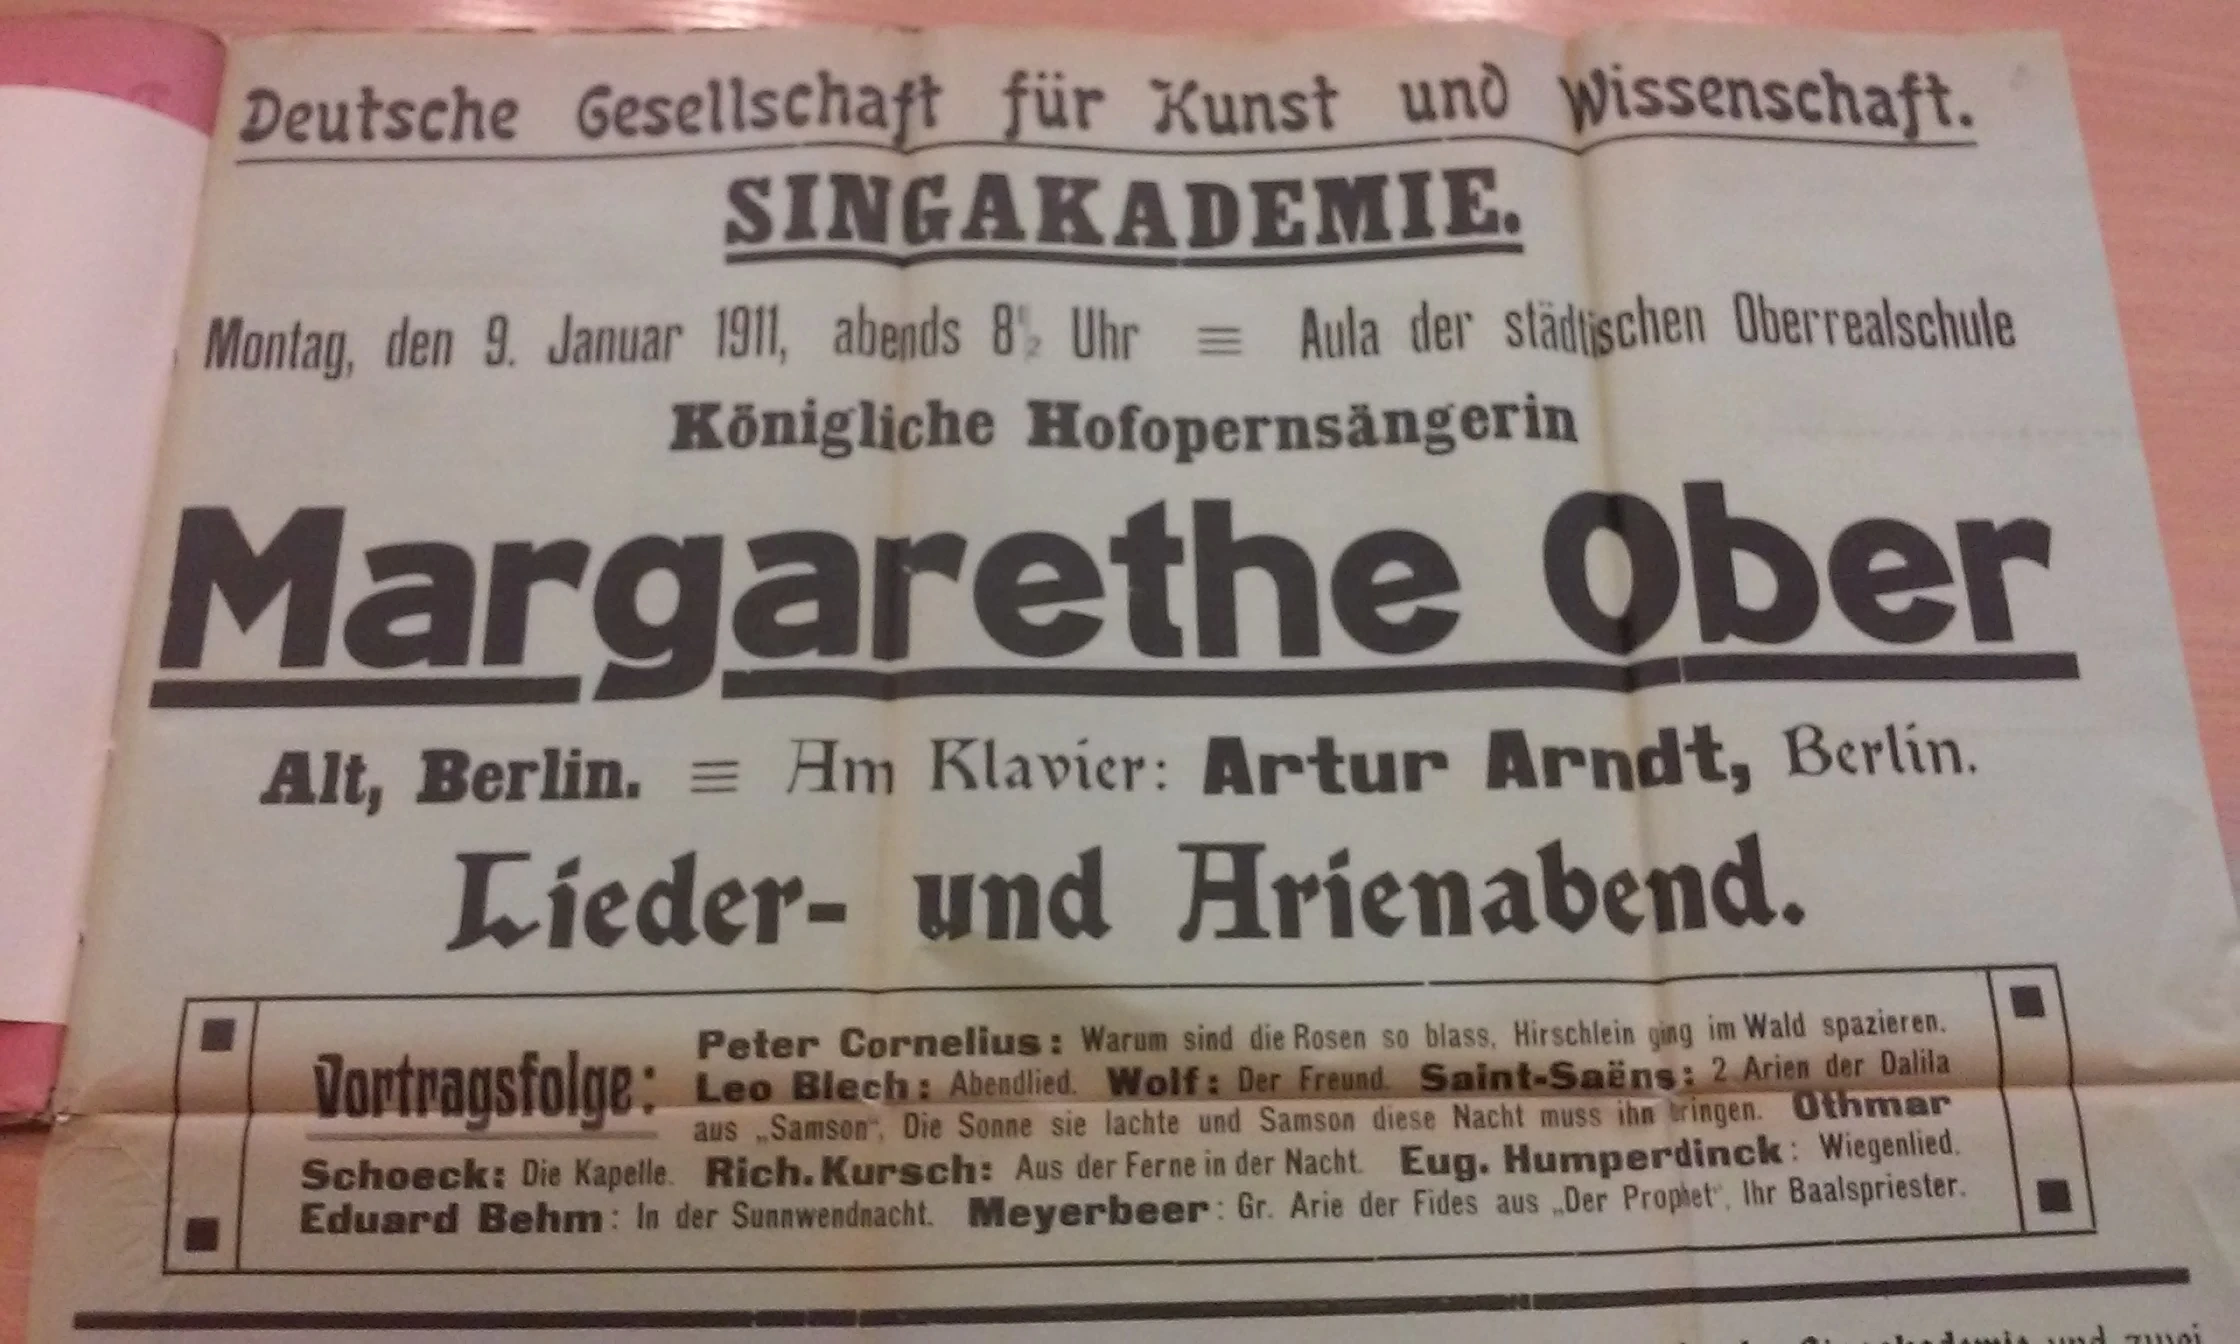 Deutsche Gesellschaft für Kunst und Wissenschaft.
SINGAKADEMIE.
Montag, den 9. Januar 1911, abends 8½ Uhr ≡ Aula der städtischen Oberrealschule
Königliche Hofopernsängerin
Margarethe Ober
Alt, Berlin. ≡ Am Klavier: Artur Arndt, Berlin.
Lieder- und Arienabend.
Vortragsfolge: Peter Cornelius: Warum sind die Rosen so blass, Hirschlein ging im Wald spazieren.
Leo Blech: Abendlied. Wolf: Der Freund. Saint-Saëns: 2 Arien der Dalila
aus „Samson“, Die Sonne sie lachte und Samson diese Nacht muss ihn bringen. Othmar
Schoeck: Die Kapelle. Rich. Kursch: Aus der Ferne in der Nacht. Eug. Humperdinck: Wiegenlied.
Eduard Behm: In der Sunnwendnacht. Meyerbeer: Gr. Arie der Fides aus „Der Prophet“, Ihr Baalspriester.
und zwei